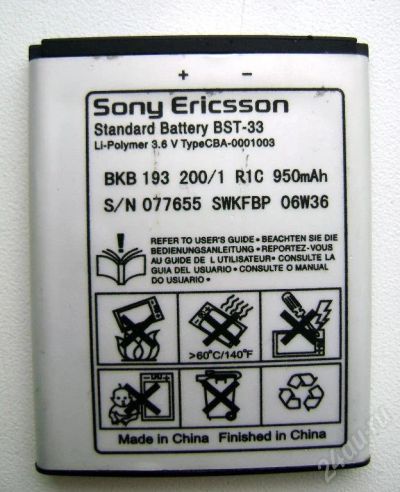 + -
Sony Ericsson
Standard Battery BST-33
Li-Polymer 3.6 V TypeCBA-0001003
BKB 193 200/1 R1C 950mAh
S/N 077655 SWKFBP 06W36
REFER TO USER'S GUIDE • BEACHTEN SIE DIE
BEDIENUNGSANLEITUNG • REPORTEZ-VOUS
AU GUIDE DE L UTILISATEUR • CONSULTE LA
GUIA DEL USUARIO • CONSULTE O MANUAL
DO USUARIO •
>60°C/140°F
Made in China Finished in China